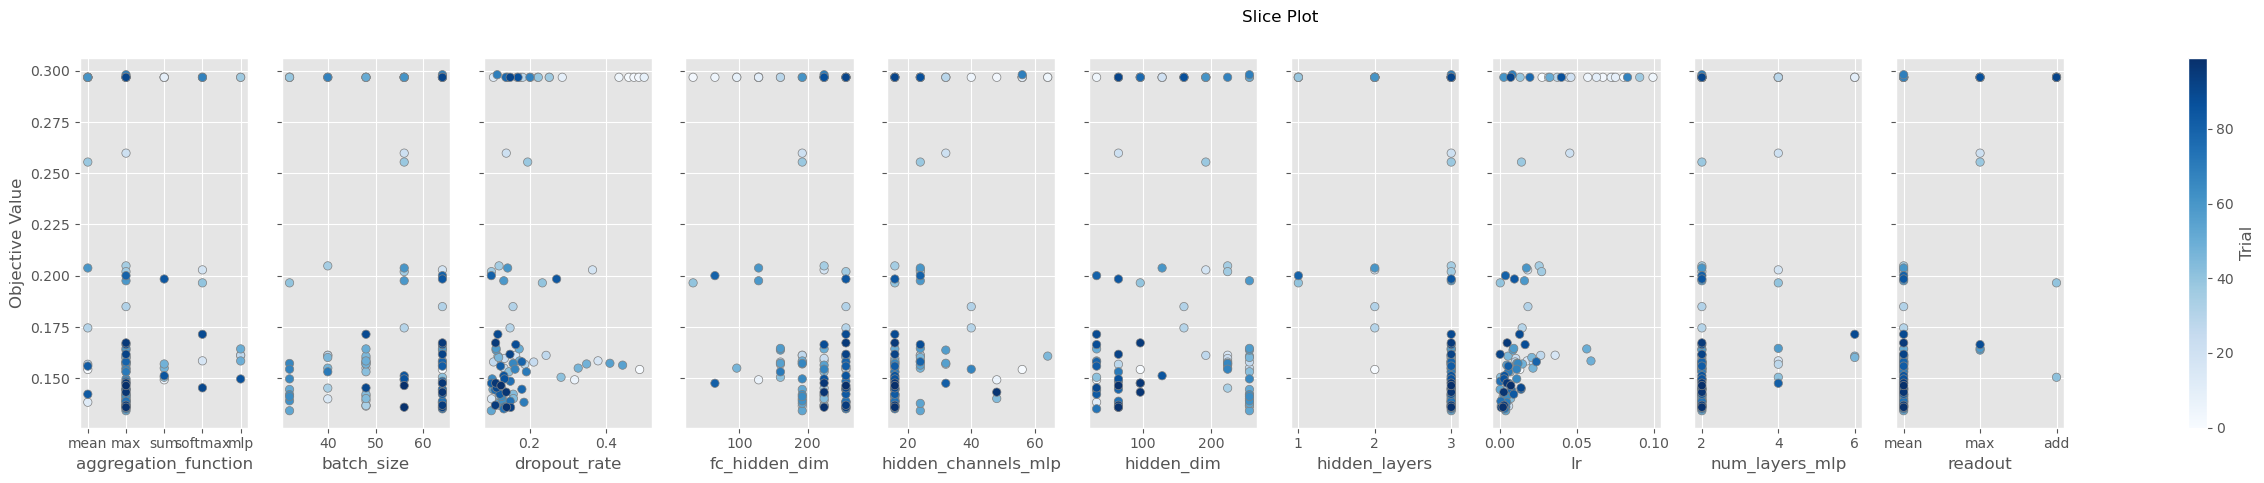 Slice Plot
Objective Value
0.300
0.275
0.250
0.225
0.200
0.175
0.150
mean max sum softmax mlp
aggregation_function
40 50 60
batch_size
0.2 0.4
dropout_rate
100 200
fc_hidden_dim
20 40 60
hidden_channels_mlp
100 200
hidden_dim
1 2 3
hidden_layers
0.00 0.05 0.10
lr
2 4 6
num_layers_mlp
mean max add
readout
80
60
40
20
0
Trial